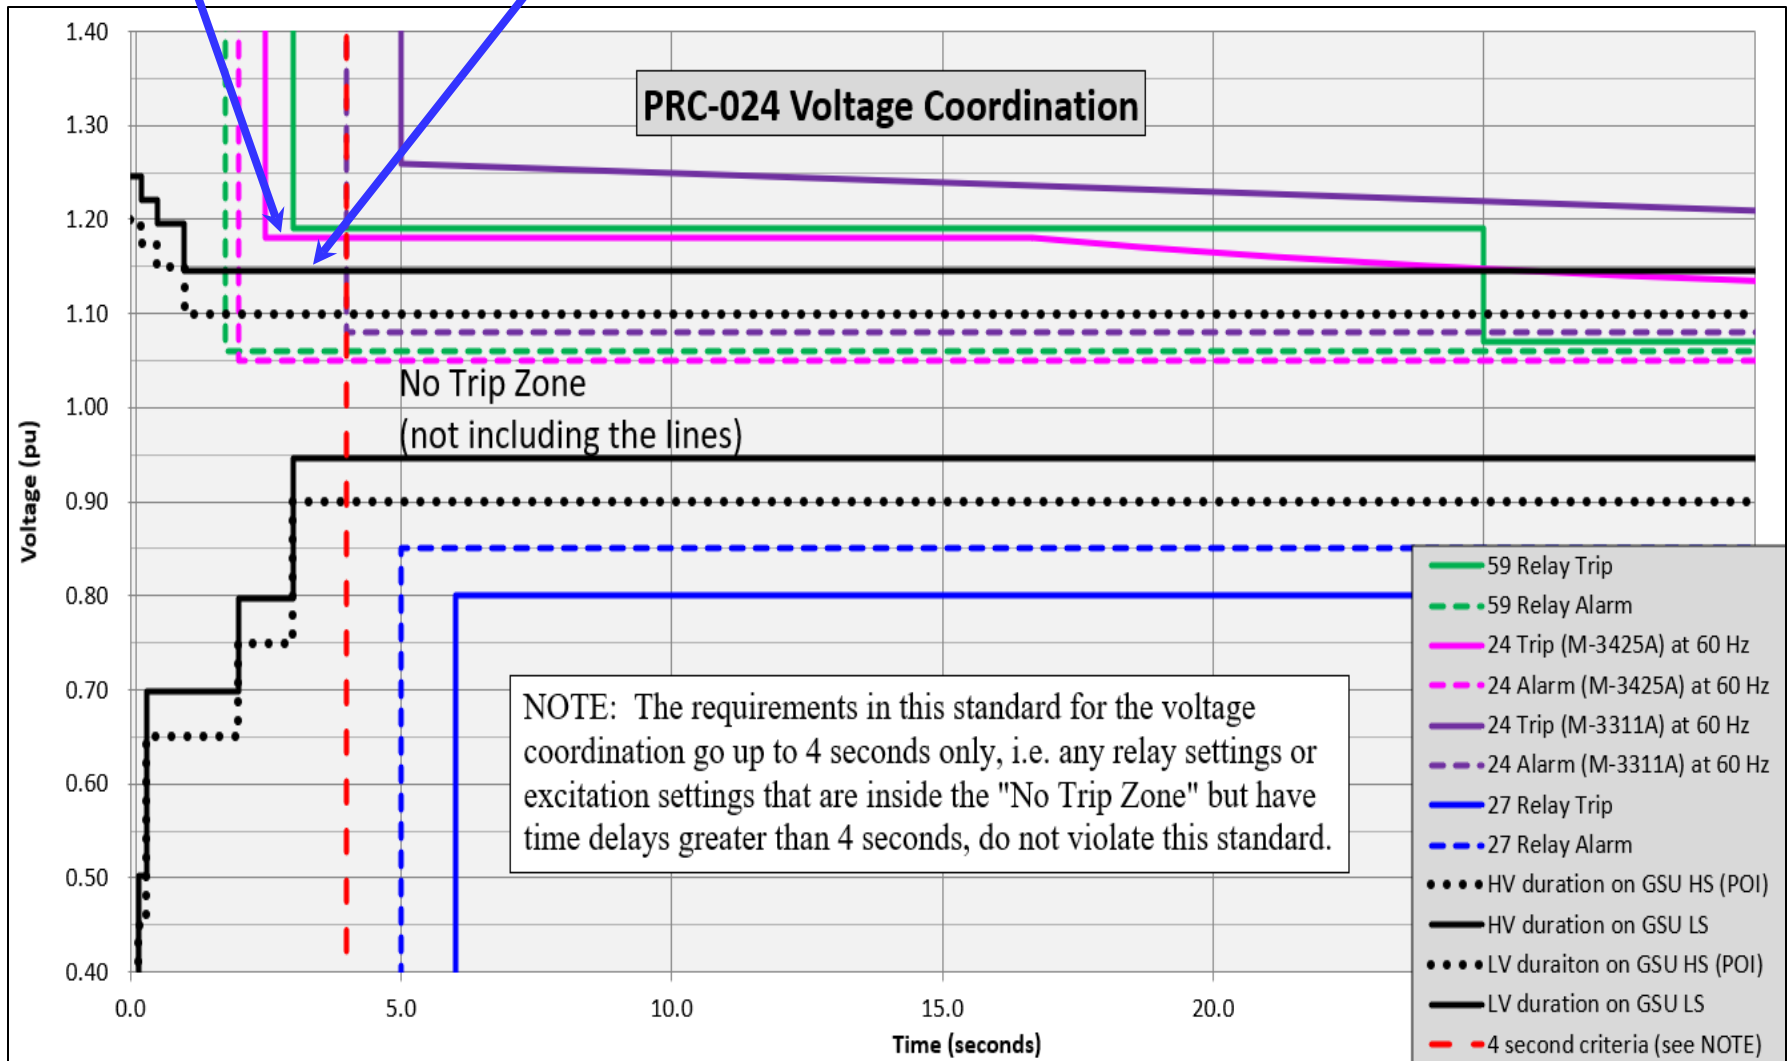 PRC-024 Voltage Coordination
1.40
1.30
1.20
1.10
1.00
0.90
0.80
0.70
0.60
0.50
0.40
Voltage (pu)
No Trip Zone
(not including the lines)
NOTE:  The requirements in this standard for the voltage
coordination go up to 4 seconds only, i.e. any relay settings or
excitation settings that are inside the "No Trip Zone" but have
time delays greater than 4 seconds, do not violate this standard.
59 Relay Trip
59 Relay Alarm
24 Trip (M-3425A) at 60 Hz
24 Alarm (M-3425A) at 60 Hz
24 Trip (M-3311A) at 60 Hz
24 Alarm (M-3311A) at 60 Hz
27 Relay Trip
27 Relay Alarm
HV duration on GSU HS (POI)
HV duration on GSU LS
LV duraiton on GSU HS (POI)
LV duration on GSU LS
4 second criteria (see NOTE)
0.0 5.0 10.0 15.0 20.0
Time (seconds)